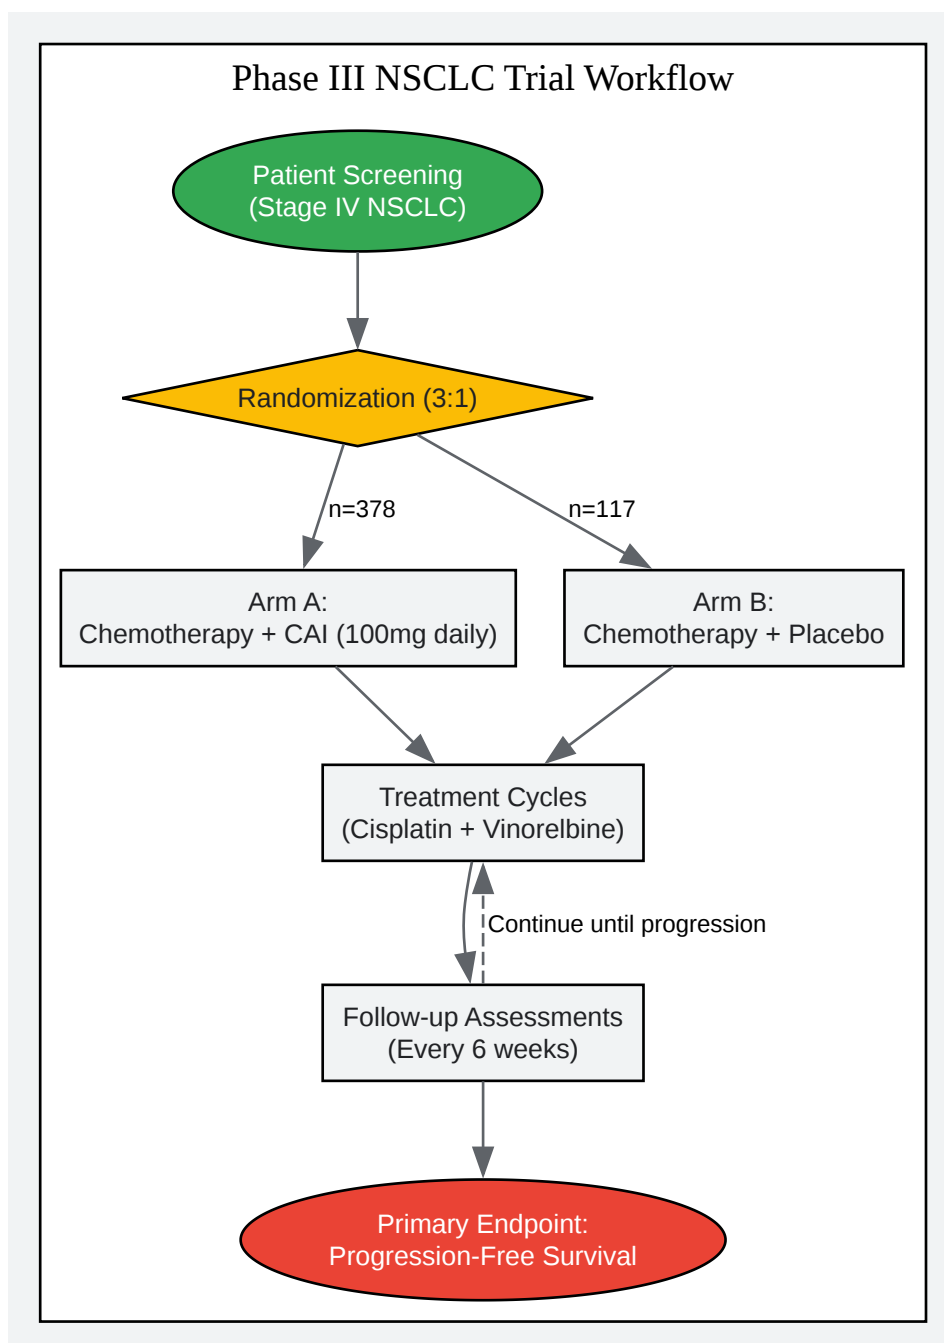 Phase III NSCLC Trial Workflow
Patient Screening
(Stage IV NSCLC)
Randomization (3:1)
n=378
n=117
Arm A:
Chemotherapy + CAI (100mg daily)
Arm B:
Chemotherapy + Placebo
Treatment Cycles
(Cisplatin + Vinorelbine)
Continue until progression
Follow-up Assessments
(Every 6 weeks)
Primary Endpoint:
Progression-Free Survival